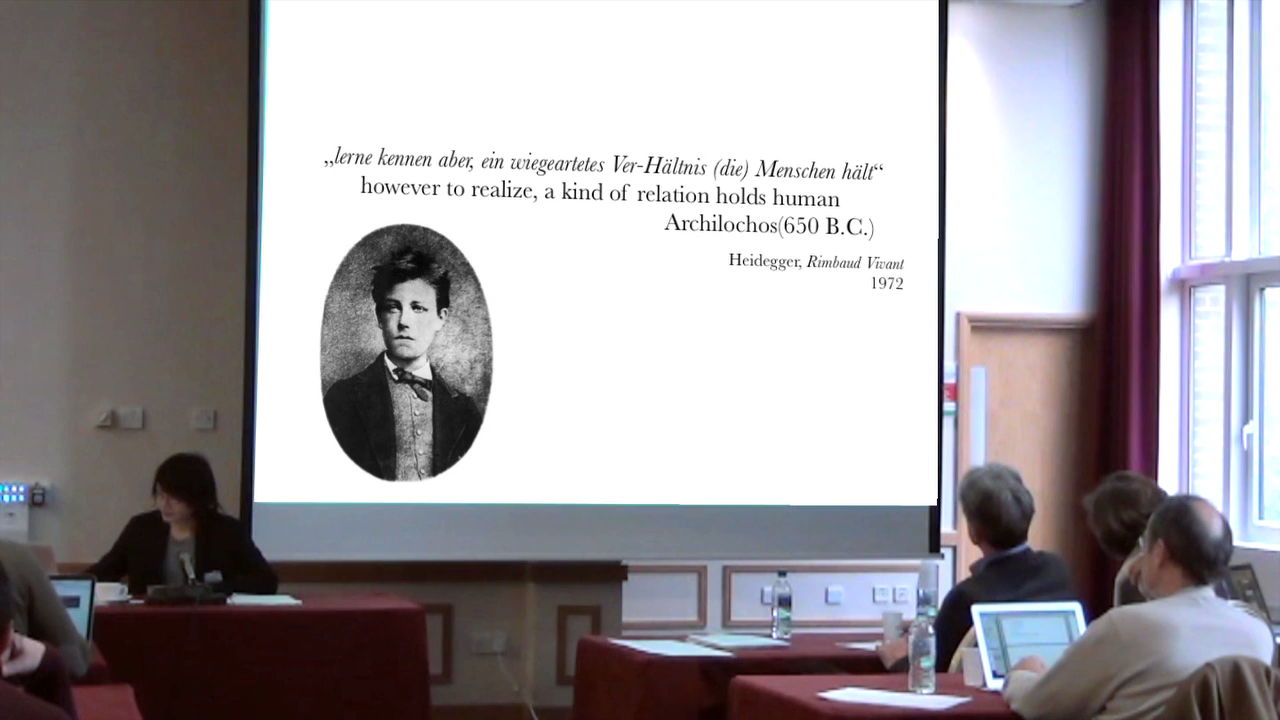 „lerne kennen aber, ein wiegeartetes Ver-Hältnis (die) Menschen hält“
however to realize, a kind of relation holds human
Archilochos(650 B.C.)
Heidegger, Rimbaud Vivant
1972